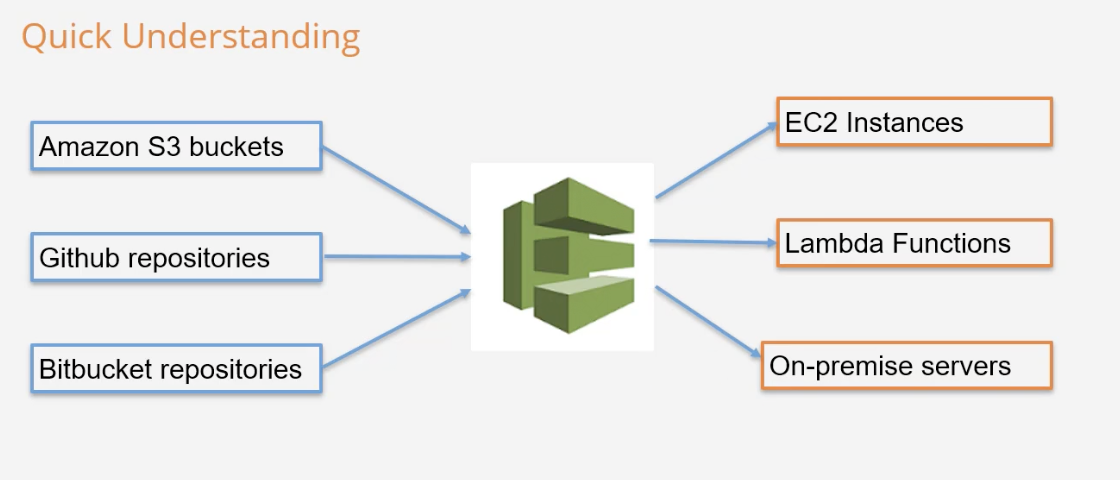 Quick Understanding
Amazon S3 buckets
Github repositories
Bitbucket repositories
EC2 Instances
Lambda Functions
On-premise servers